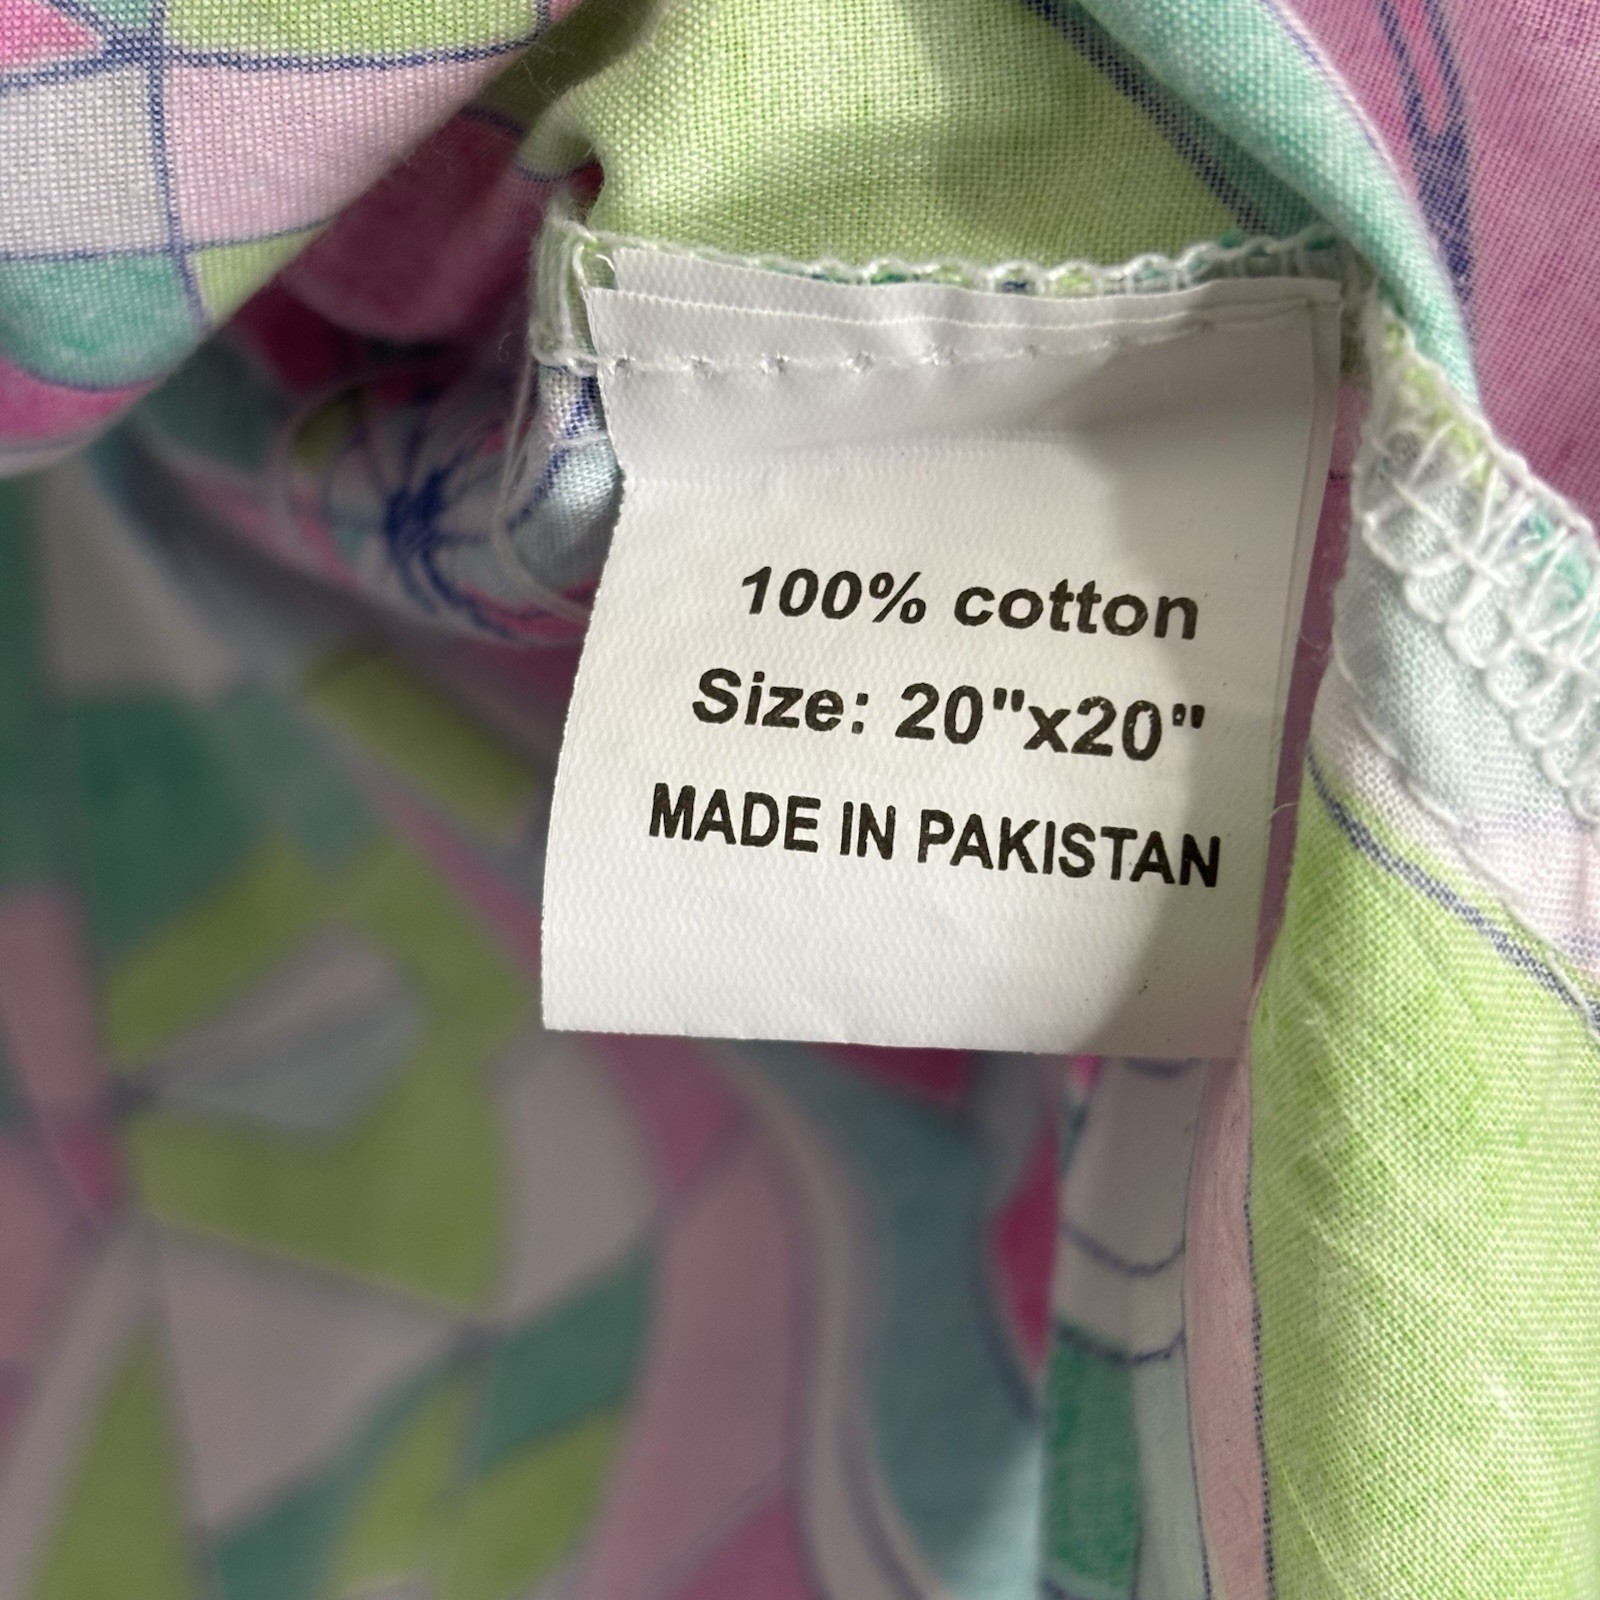 100% cotton
Size: 20"x20"
MADE IN PAKISTAN